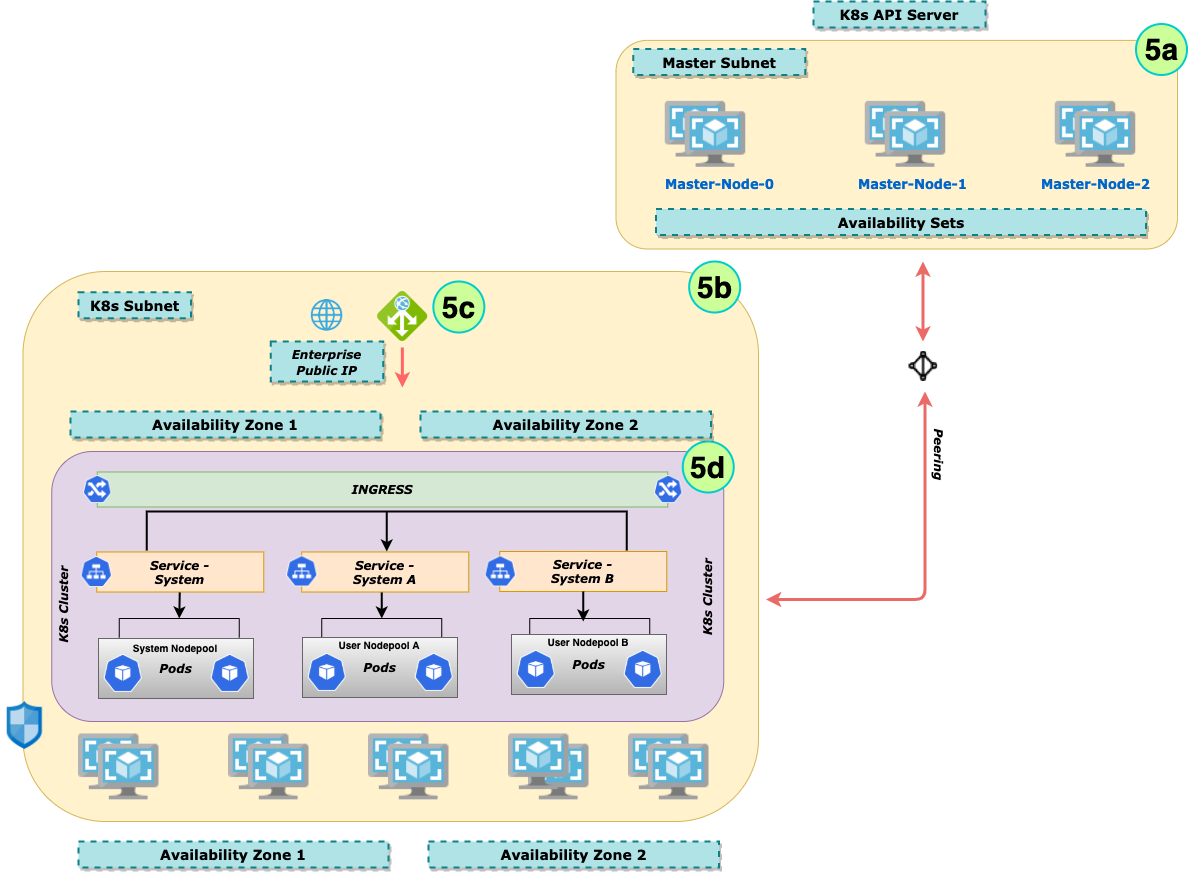 K8s API Server
5a
Master Subnet
Master-Node-0
Master-Node-1
Master-Node-2
Availability Sets
5b
K8s Subnet
5c
Enterprise
Public IP
Availability Zone 1
Availability Zone 2
Peering
5d
INGRESS
K8s Cluster
Service -
System
Service -
System A
Service -
System B
K8s Cluster
System Nodepool
Pods
User Nodepool A
Pods
User Nodepool B
Pods
Availability Zone 1
Availability Zone 2